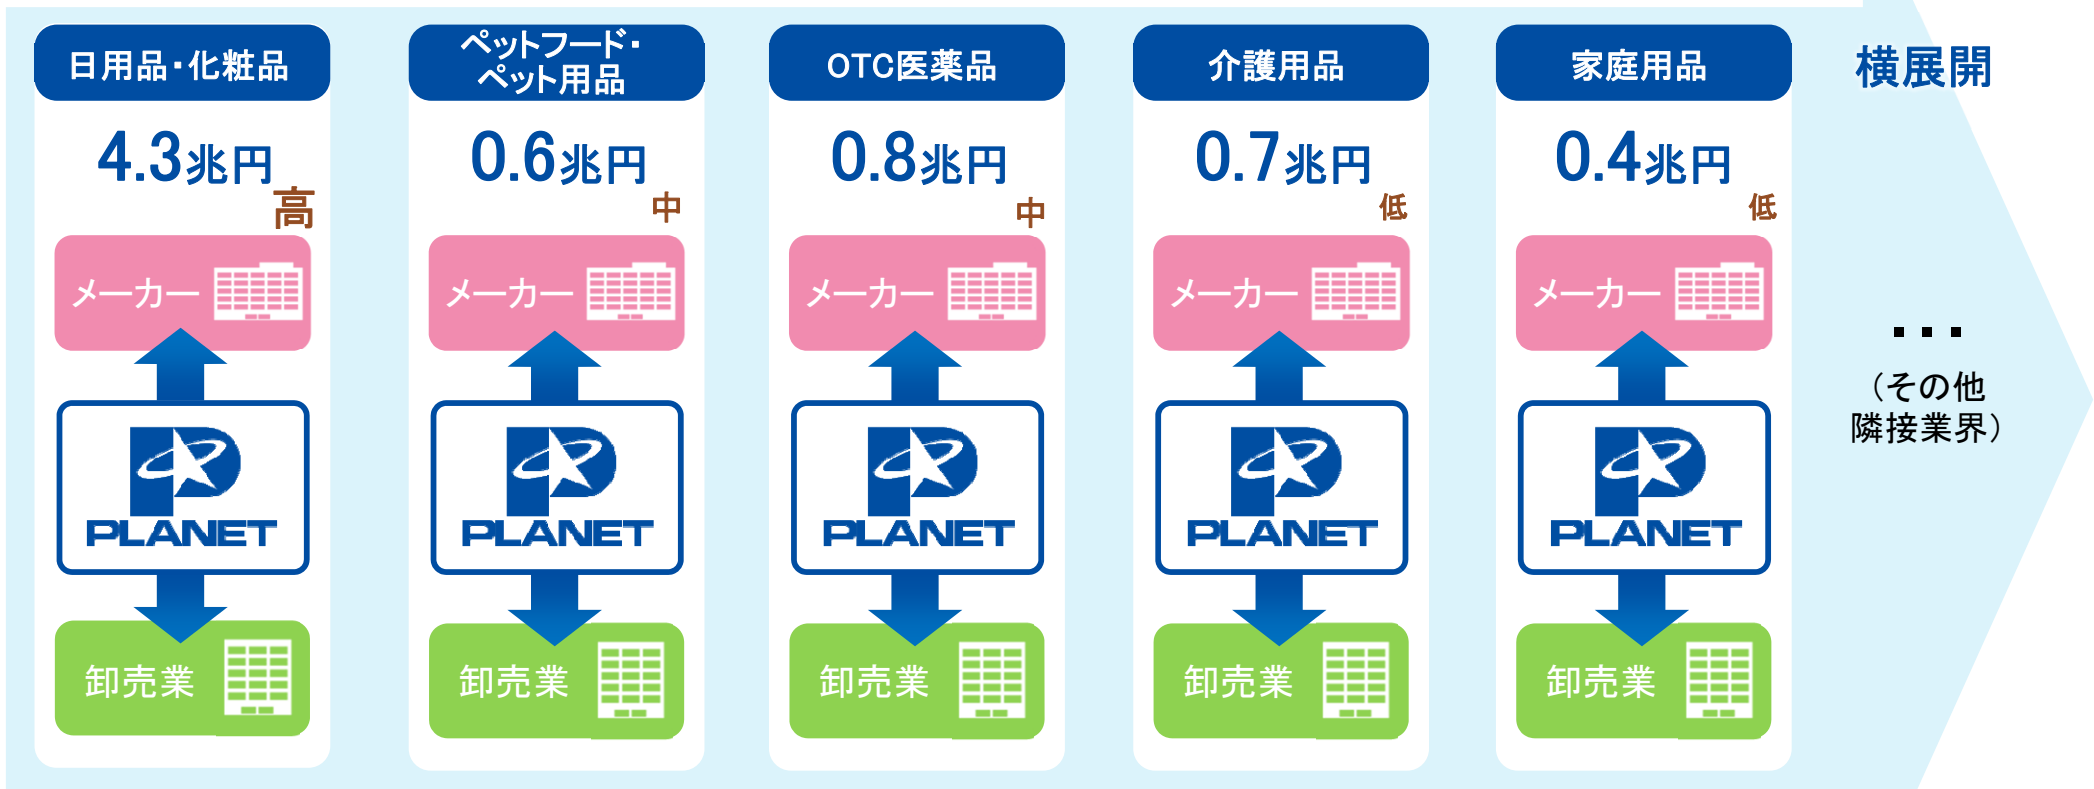 日用品・化粧品
4.3兆円
高
メーカー
PLANET
卸売業
ペットフード・
ペット用品
0.6兆円
中
メーカー
PLANET
卸売業
OTC医薬品
0.8兆円
中
メーカー
PLANET
卸売業
介護用品
0.7兆円
低
メーカー
PLANET
卸売業
家庭用品
0.4兆円
低
メーカー
PLANET
卸売業
横展開
・・・
（その他
隣接業界）